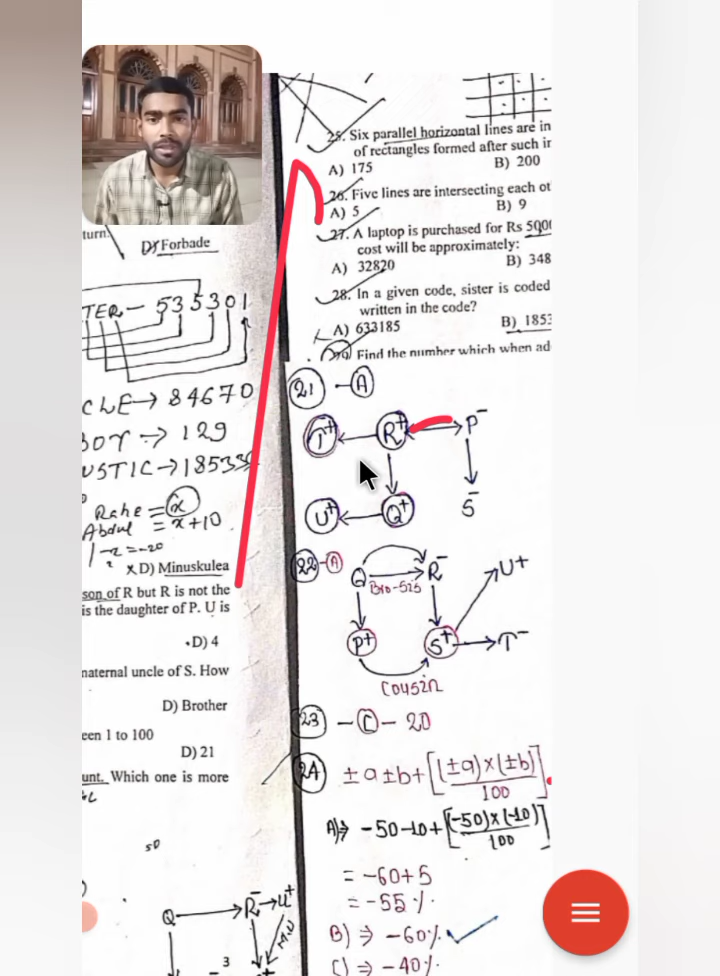 25. Six parallel horizontal lines are in
of rectangles formed after such in
A) 175 B) 200
26. Five lines are intersecting each ot
A) 5 B) 9
27. A laptop is purchased for Rs 500
cost will be approximately:
A) 32820 B) 348
28. In a given code, sister is coded
written in the code?
A) 633185 B) 1853
Find the number which when ad
turn.
D) Forbade
TER - 535301
CLE → 84670
BOY → 129
USTIC → 18533
Rahe = x
Abdul = x+10
x D) Minuskulea
son of R but R is not the
is the daughter of P. U is
D) 4
maternal uncle of S. How
D) Brother
een 1 to 100
D) 21
unt. Which one is more
50
Q → R⁻ → U⁺
3
21 - A
T⁺ R⁺ P⁻
U⁺ Q⁺ S⁻
22 - A
Q R⁻ U⁺
Bro-Sis
P⁺ S⁺ T⁻
Cousin
23 - C - 20
24 ±a±b+[(±a)×(±b)/100]
A) ⇒ -50-10+[(-50)×(-10)/100]
= -60+5
= -55%.
B) ⇒ -60%. ✓
C) ⇒ -40%.